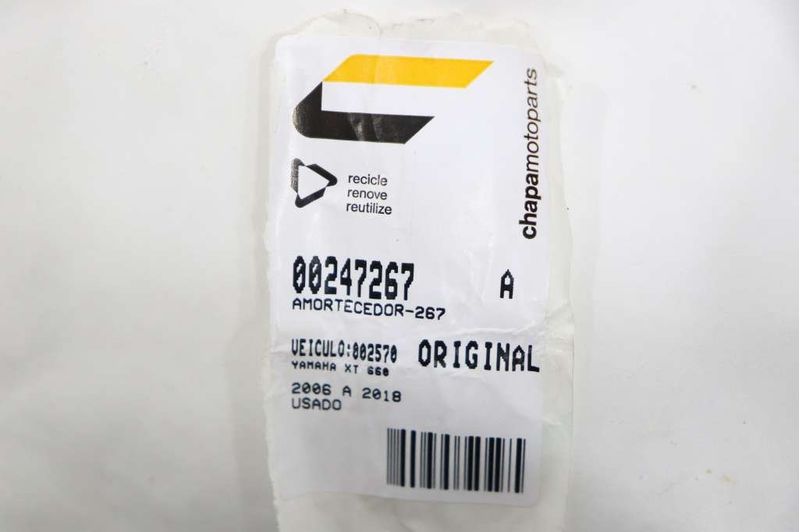 chapamotoparts
recicle
renove
reutilize
00247267 A
AMORTECEDOR-267
VEICULO:002570 ORIGINAL
YAMAHA XT 660
2006 A 2018
USADO